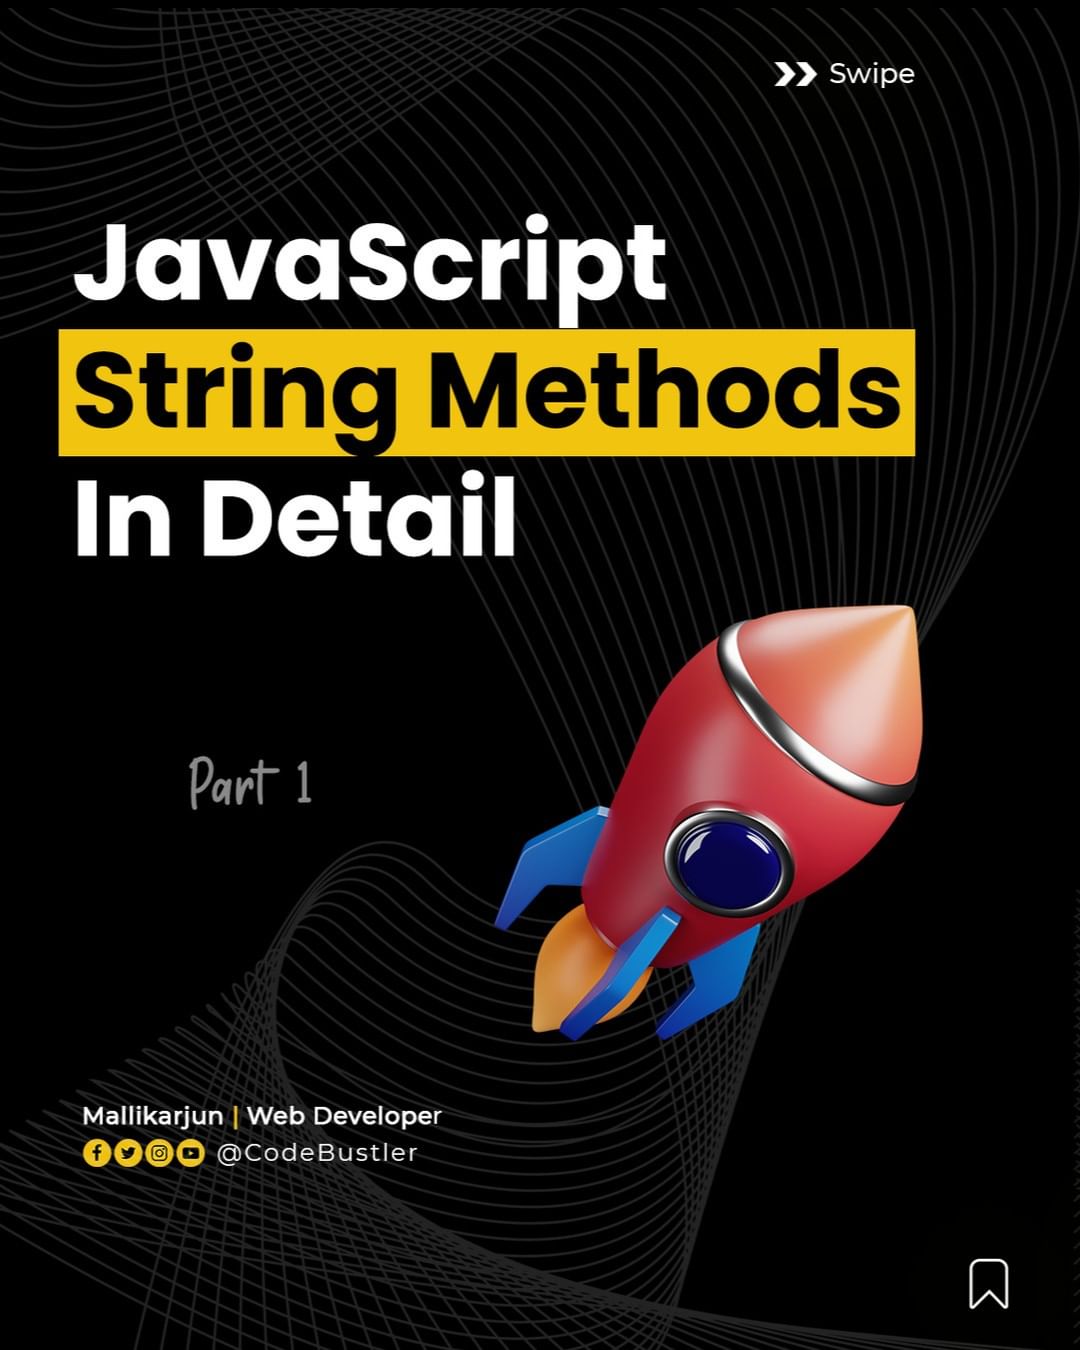 Swipe
JavaScript
String Methods
In Detail
Part 1
Mallikarjun | Web Developer
@CodeBustler